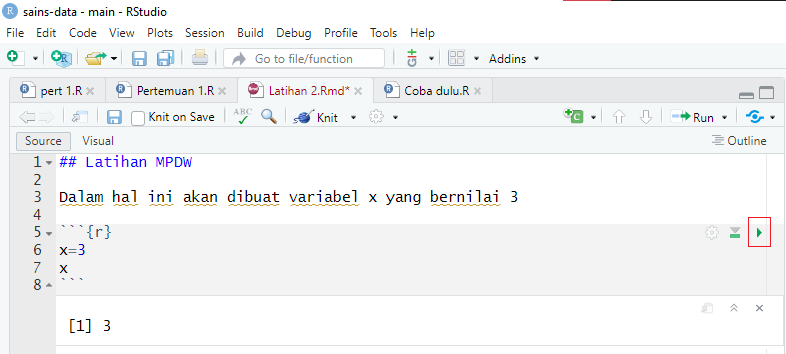 R sains-data - main - RStudio
File Edit Code View Plots Session Build Debug Profile Tools Help
Go to file/function Addins
pert 1.R Pertemuan 1.R Latihan 2.Rmd* Coba dulu.R
Knit on Save ABC Knit Run
Source Visual Outline
1 ## Latihan MPDW
2
3 Dalam hal ini akan dibuat variabel x yang bernilai 3
4
5 ```{r}
6 x=3
7 x
8 ```
[1] 3